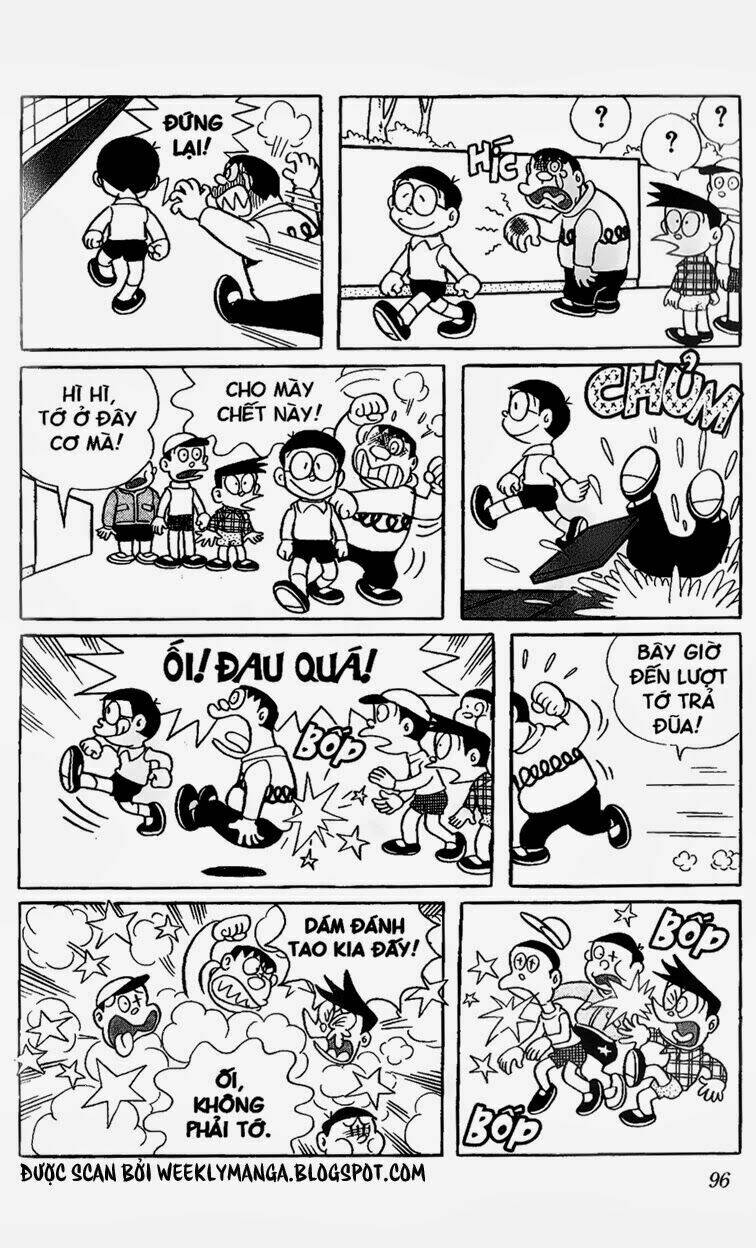 ĐỨNG
LẠI!
?
?
?
HÍC
HÌ HÌ,
TỚ Ở ĐÂY
CƠ MÀ!
CHO MÀY
CHẾT NÀY!
CHỦM
ỐI! ĐAU QUÁ!
BỐP
BÂY GIỜ
ĐẾN LƯỢT
TỚ TRẢ
ĐŨA!
DÁM ĐÁNH
TAO KIA ĐẤY!
ỐI,
KHÔNG
PHẢI TỚ.
BỐP
BỐP
ĐƯỢC SCAN BỞI WEEKLYMANGA.BLOGSPOT.COM
96